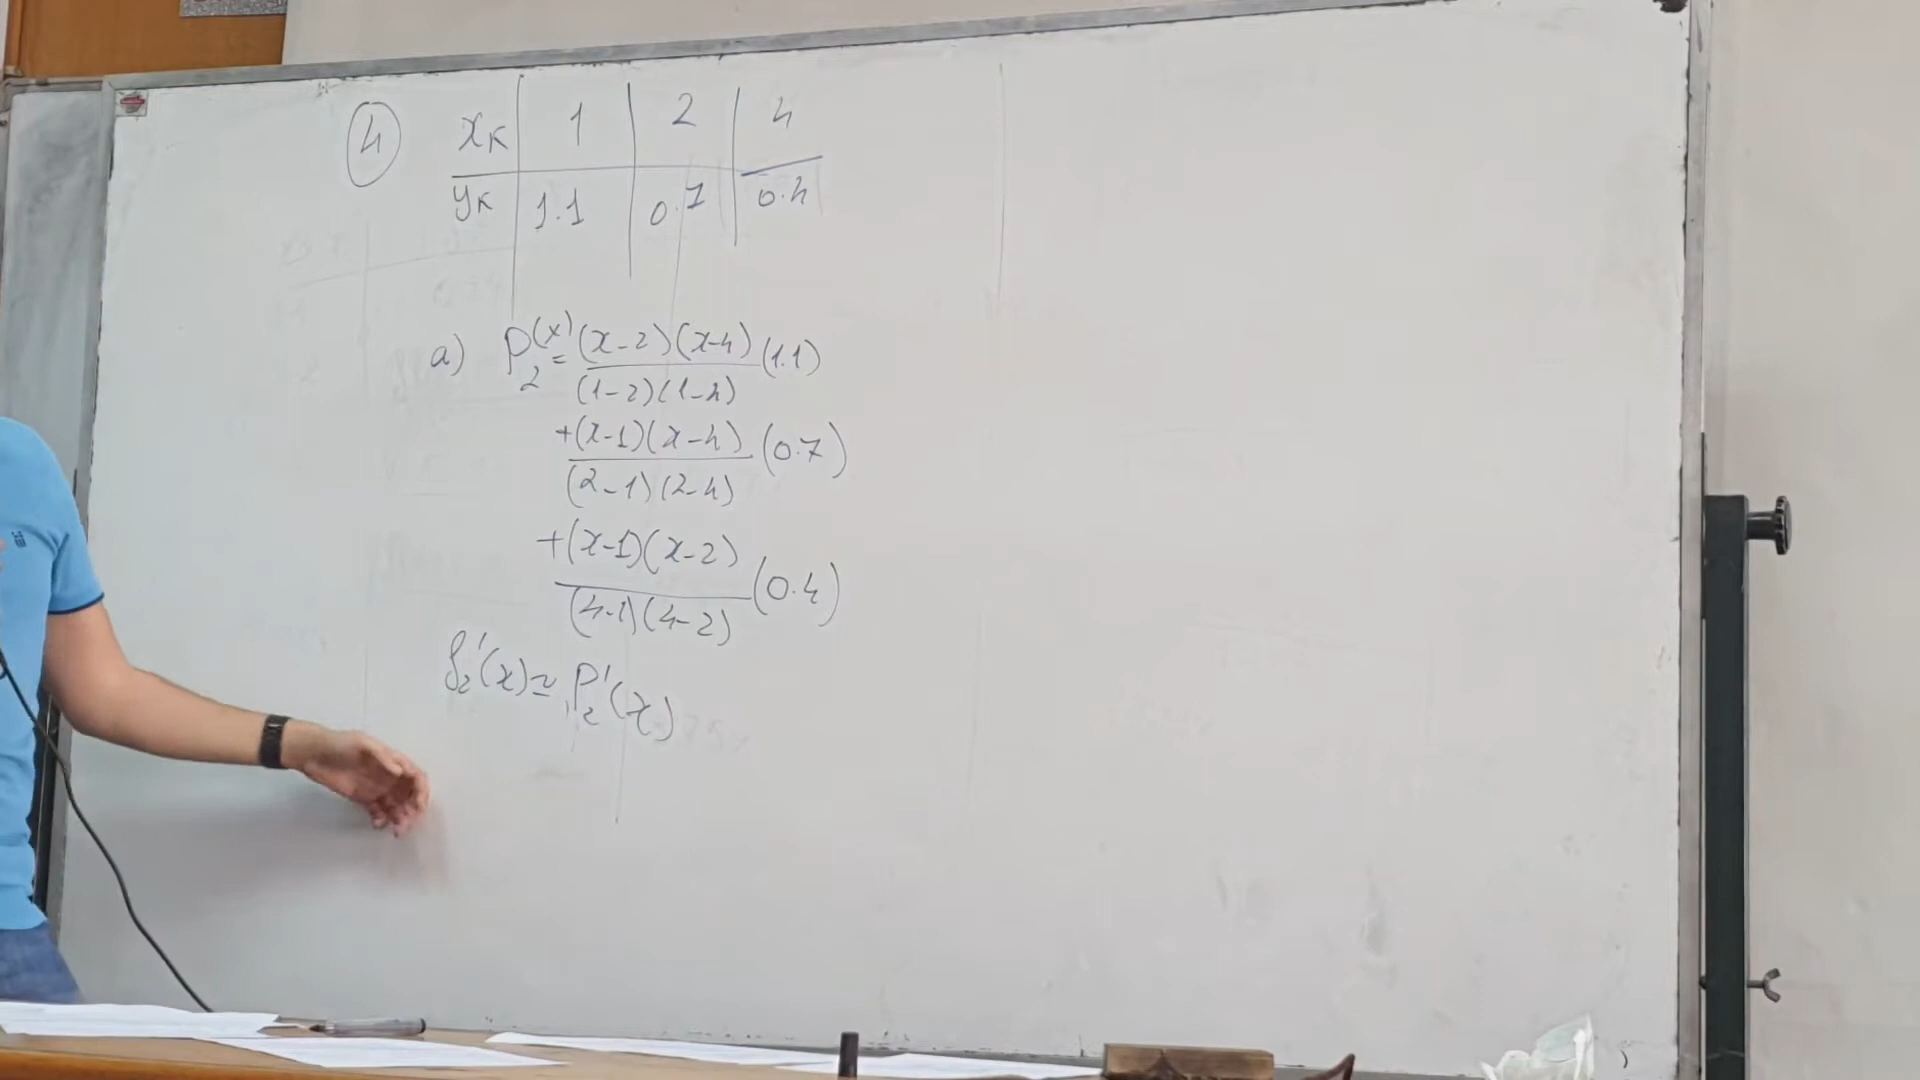 ④ xₖ | 1 | 2 | 4
yₖ | 1.1 | 0.7 | 0.4
a) P₂(x) = (x-2)(x-4) (1.1)
(1-2)(1-4)
+(x-1)(x-4) (0.7)
(2-1)(2-4)
+(x-1)(x-2) (0.4)
(4-1)(4-2)
f₂'(x) ≃ P₂'(x)